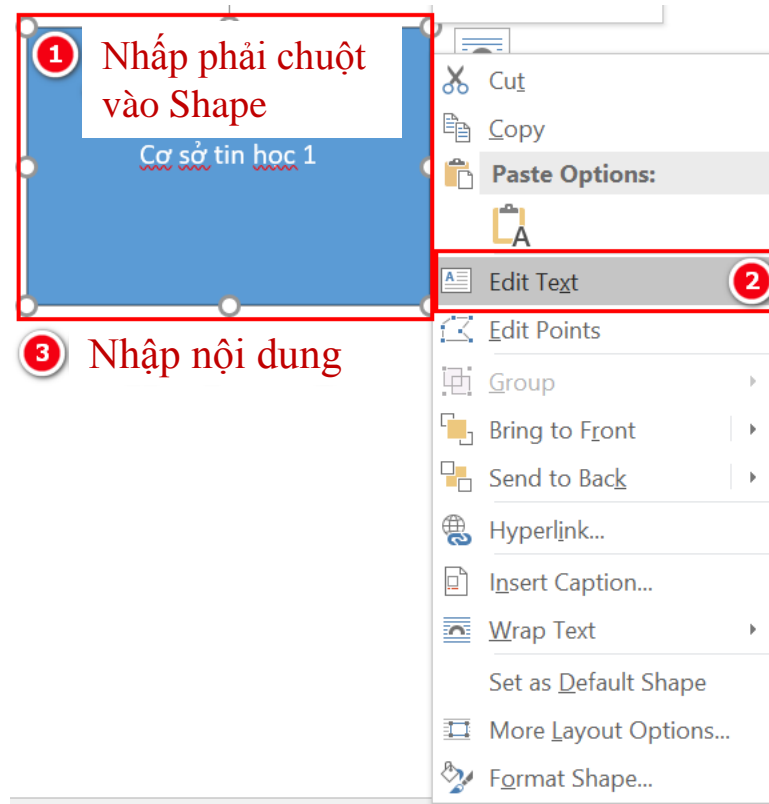 1 Nhấp phải chuột
vào Shape
Cơ sở tin học 1
3 Nhập nội dung
Cut
Copy
Paste Options:
A
Edit Text 2
Edit Points
Group
Bring to Front
Send to Back
Hyperlink...
Insert Caption...
Wrap Text
Set as Default Shape
More Layout Options...
Format Shape...